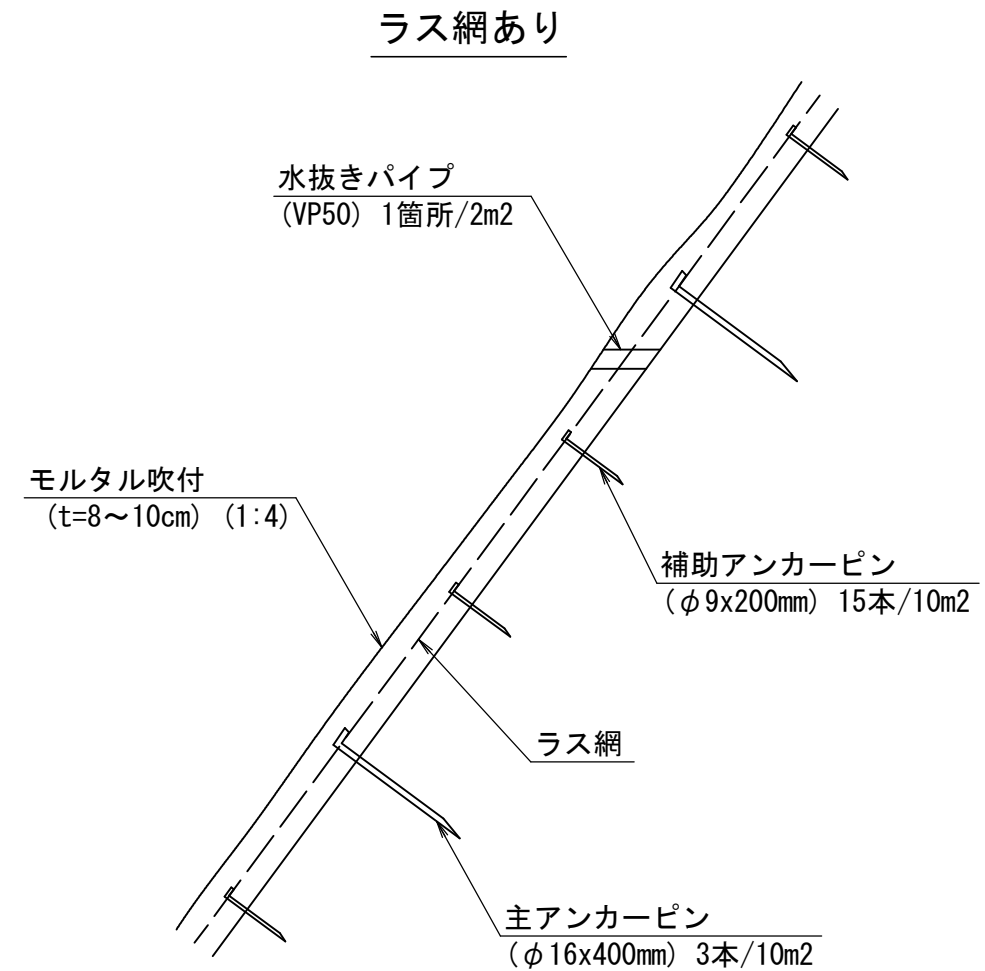 ラス網あり
水抜きパイプ
(VP50) 1箇所/2m2
モルタル吹付
(t=8～10cm) (1:4)
補助アンカーピン
(φ9x200mm) 15本/10m2
ラス網
主アンカーピン
(φ16x400mm) 3本/10m2